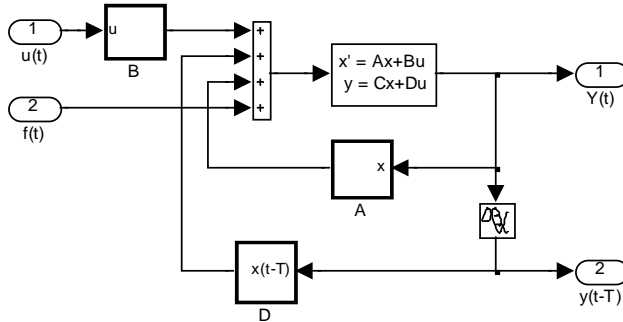 1
u(t)
u
B
+
+
+
+
x' = Ax+Bu
y = Cx+Du
1
Y(t)
2
f(t)
x
A
x(t-T)
D
2
y(t-T)